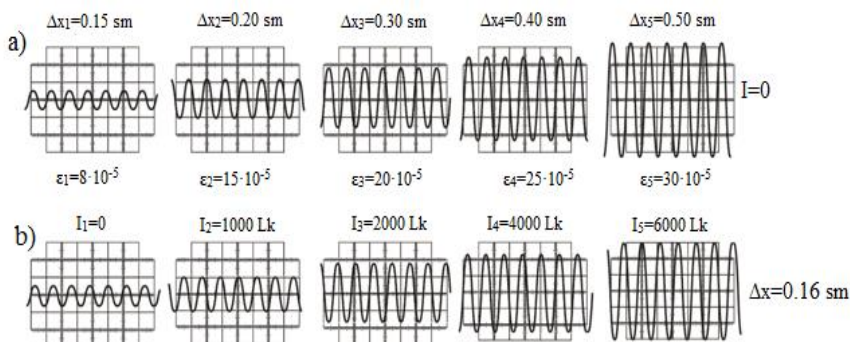 Δx₁=0.15 sm Δx₂=0.20 sm Δx₃=0.30 sm Δx₄=0.40 sm Δx₅=0.50 sm
a)
I=0
ε₁=8·10⁻⁵ ε₂=15·10⁻⁵ ε₃=20·10⁻⁵ ε₄=25·10⁻⁵ ε₅=30·10⁻⁵
I₁=0 I₂=1000 Lk I₃=2000 Lk I₄=4000 Lk I₅=6000 Lk
b)
Δx=0.16 sm